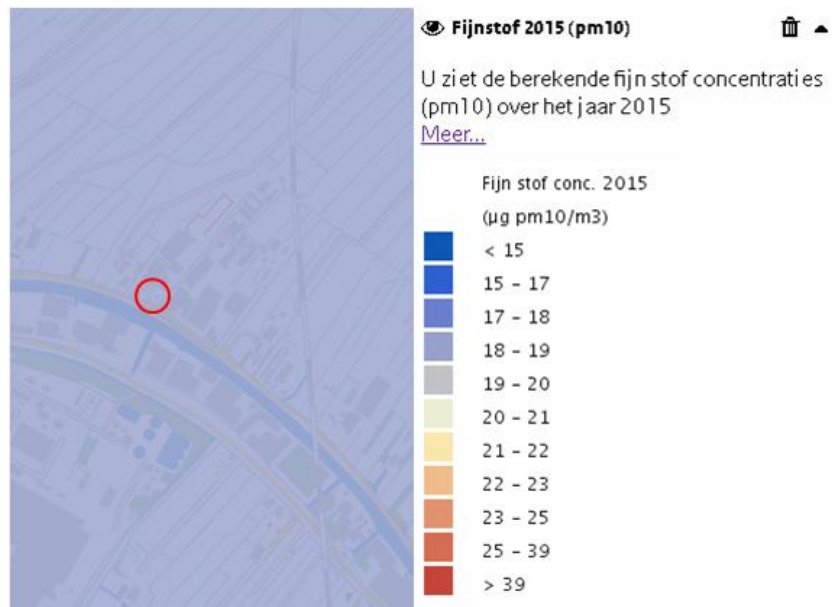 Fijnstof 2015 (pm10)
U ziet de berekende fijn stof concentraties
(pm10) over het jaar 2015
Meer...
Fijn stof conc. 2015
(µg pm10/m3)
< 15
15 - 17
17 - 18
18 - 19
19 - 20
20 - 21
21 - 22
22 - 23
23 - 25
25 - 39
> 39